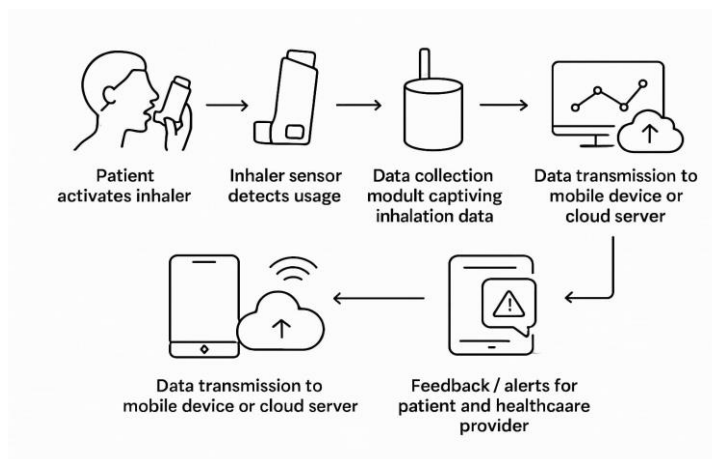 Patient
activates inhaler
Inhaler sensor
detects usage
Data collection
modult captiving
inhalation data
Data transmission to
mobile device or
cloud server
Data transmission to
mobile device or cloud server
Feedback / alerts for
patient and healthcaare
provider